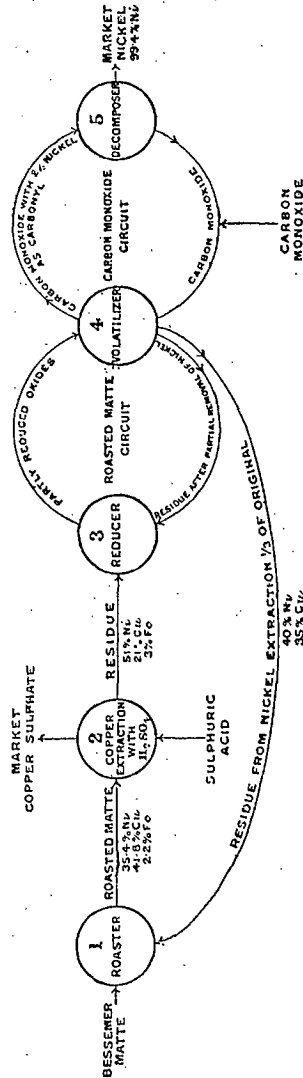 BESSEMER
MATTE
1
ROASTER
ROASTED MATTE
35·4% Ni
41·8% Cu
2·2% Fe
MARKET
COPPER SULPHATE
2
COPPER
EXTRACTION
WITH
H₂SO₄
SULPHURIC
ACID
RESIDUE
51% Ni
21% Cu
3% Fe
3
REDUCER
PARTLY REDUCED OXIDES
ROASTED MATTE
CIRCUIT
RESIDUE AFTER PARTIAL REMOVAL OF NICKEL
4
VOLATILIZER
CARBON MONOXIDE WITH 2% NICKEL
AS CARBONYL
CARBON MONOXIDE
CIRCUIT
CARBON MONOXIDE
5
DECOMPOSER
MARKET
NICKEL
99·4% Ni
CARBON
MONOXIDE
RESIDUE FROM NICKEL EXTRACTION ⅓ OF ORIGINAL
40% Ni
35% Cu